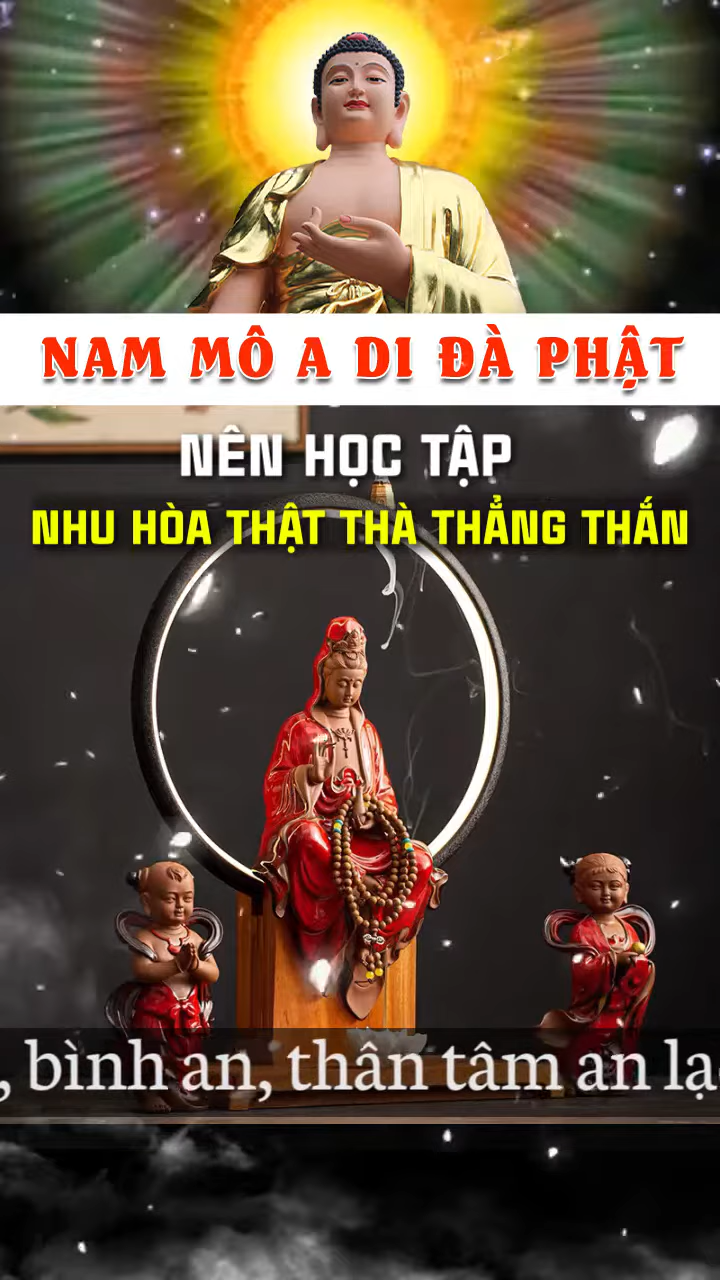 NAM MÔ A DI ĐÀ PHẬT
NÊN HỌC TẬP
NHU HÒA THẬT THÀ THẲNG THẮN
, bình an, thân tâm an lạ